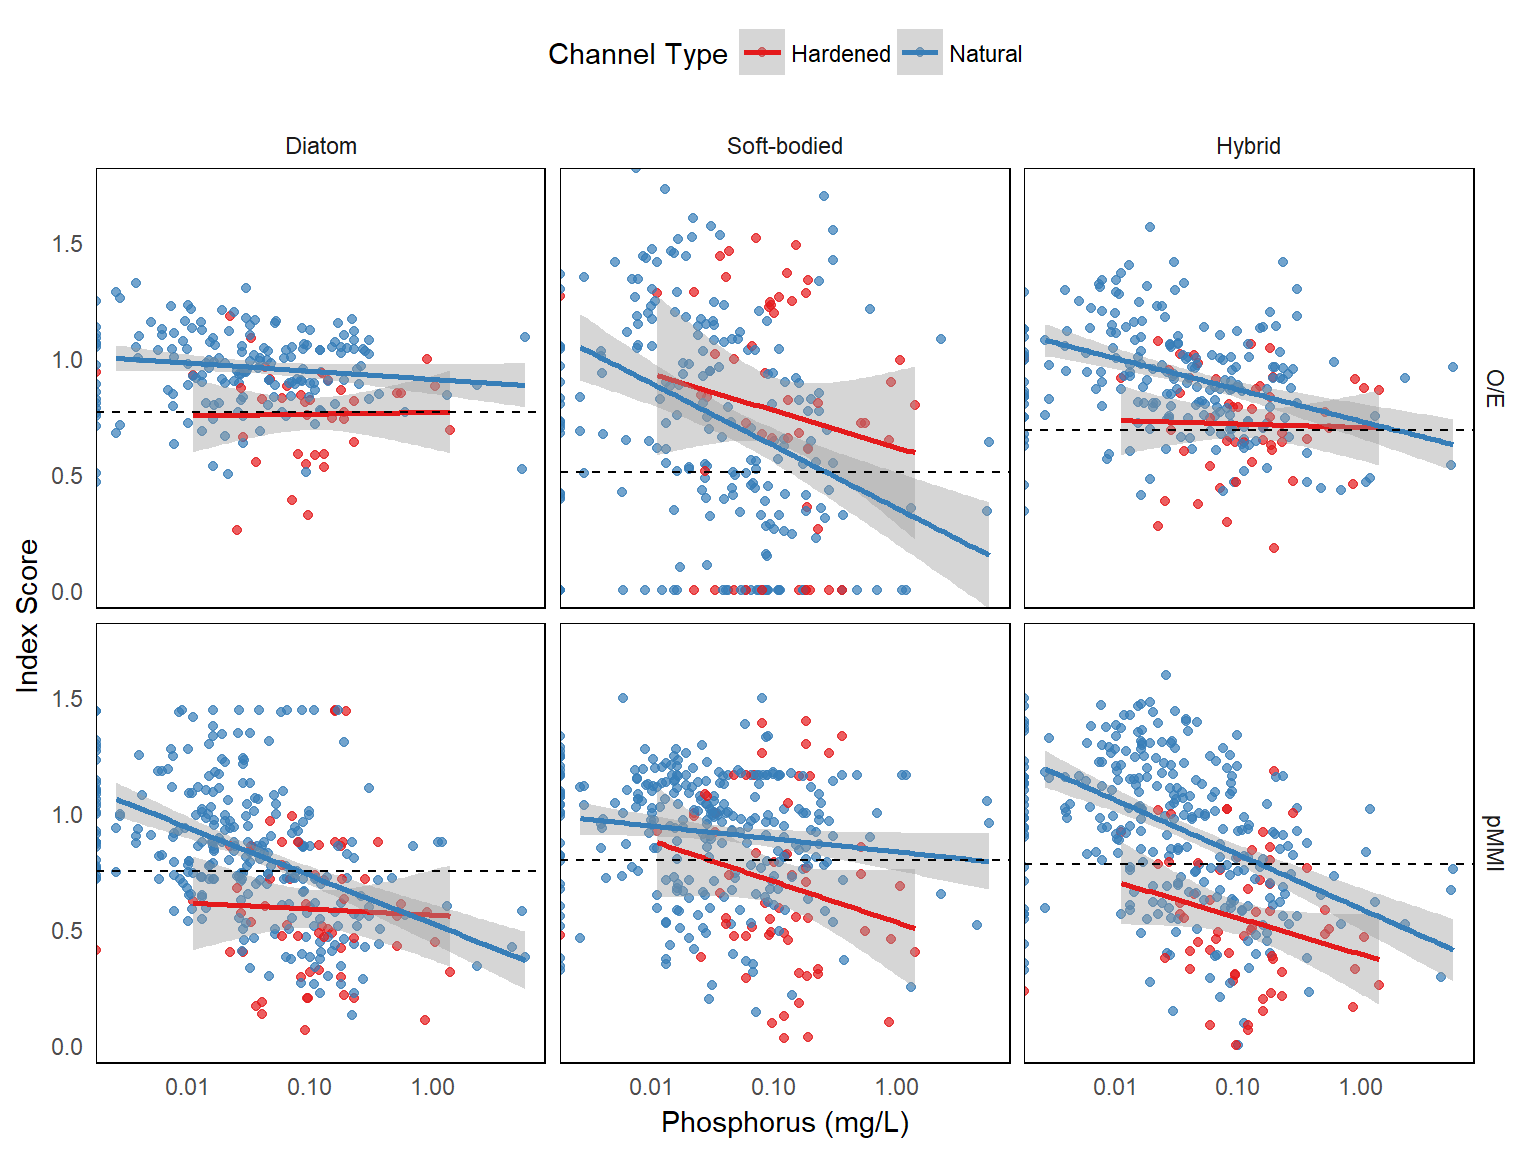 Channel Type Hardened Natural
Diatom Soft-bodied Hybrid
1.5
1.0
0.5
0.0
O/E
Index Score
1.5
1.0
0.5
0.0
pMMI
0.01 0.10 1.00 0.01 0.10 1.00 0.01 0.10 1.00
Phosphorus (mg/L)